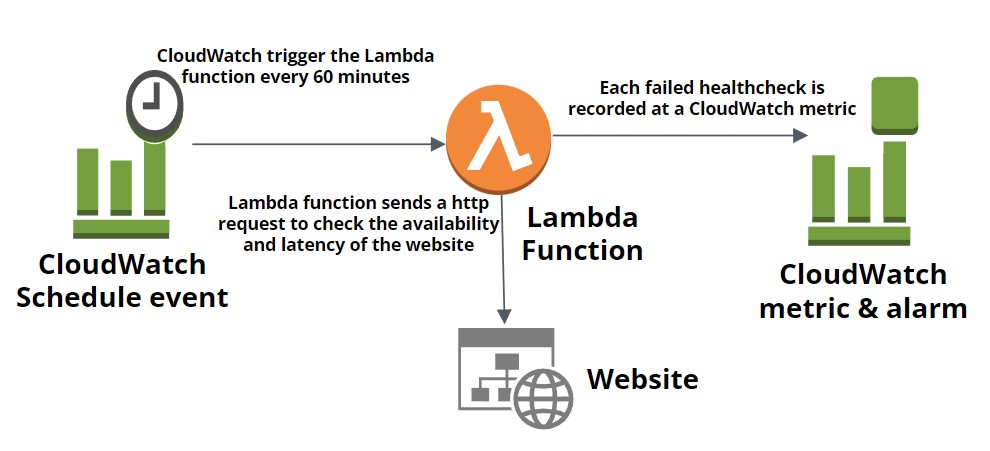 CloudWatch trigger the Lambda
function every 60 minutes
Each failed healthcheck is
recorded at a CloudWatch metric
Lambda function sends a http
request to check the availability
and latency of the website
Lambda
Function
CloudWatch
Schedule event
CloudWatch
metric & alarm
Website